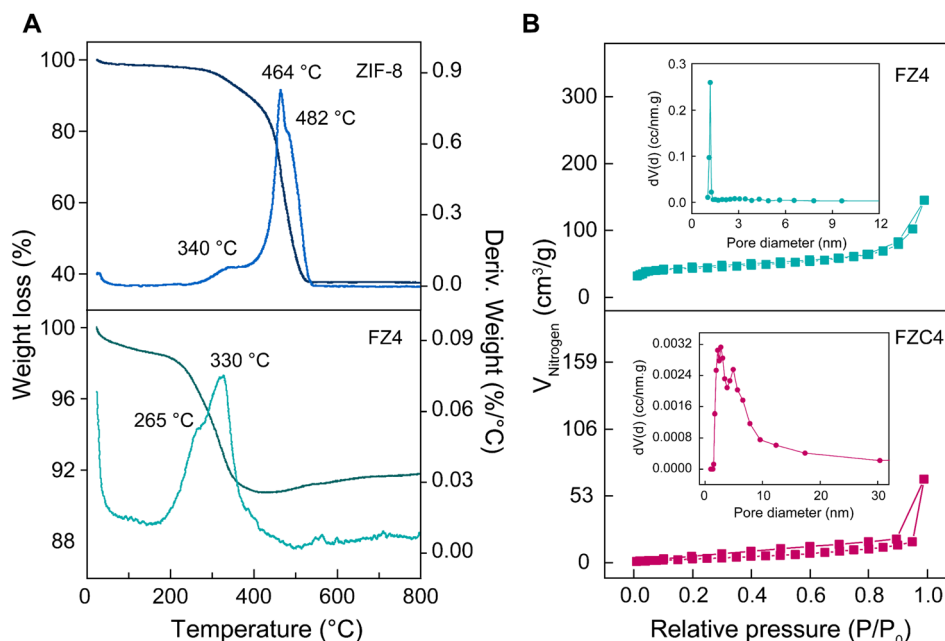 A
ZIF-8
464 °C
482 °C
340 °C
100
80
60
40
0.9
0.6
0.3
0.0
FZ4
330 °C
265 °C
100
96
92
88
0.09
0.06
0.03
0.00
0 200 400 600 800
Temperature (°C)
Weight loss (%)
Deriv. Weight (%/°C)
B
FZ4
300
200
100
0
0.3
0.2
0.1
0.0
0 3 6 9 12
Pore diameter (nm)
dV(d) (cc/nm.g)
FZC4
159
106
53
0
0.0032
0.0024
0.0016
0.0008
0.0000
0 10 20 30
Pore diameter (nm)
dV(d) (cc/nm.g)
0.0 0.2 0.4 0.6 0.8 1.0
Relative pressure (P/P0)
VNitrogen (cm³/g)